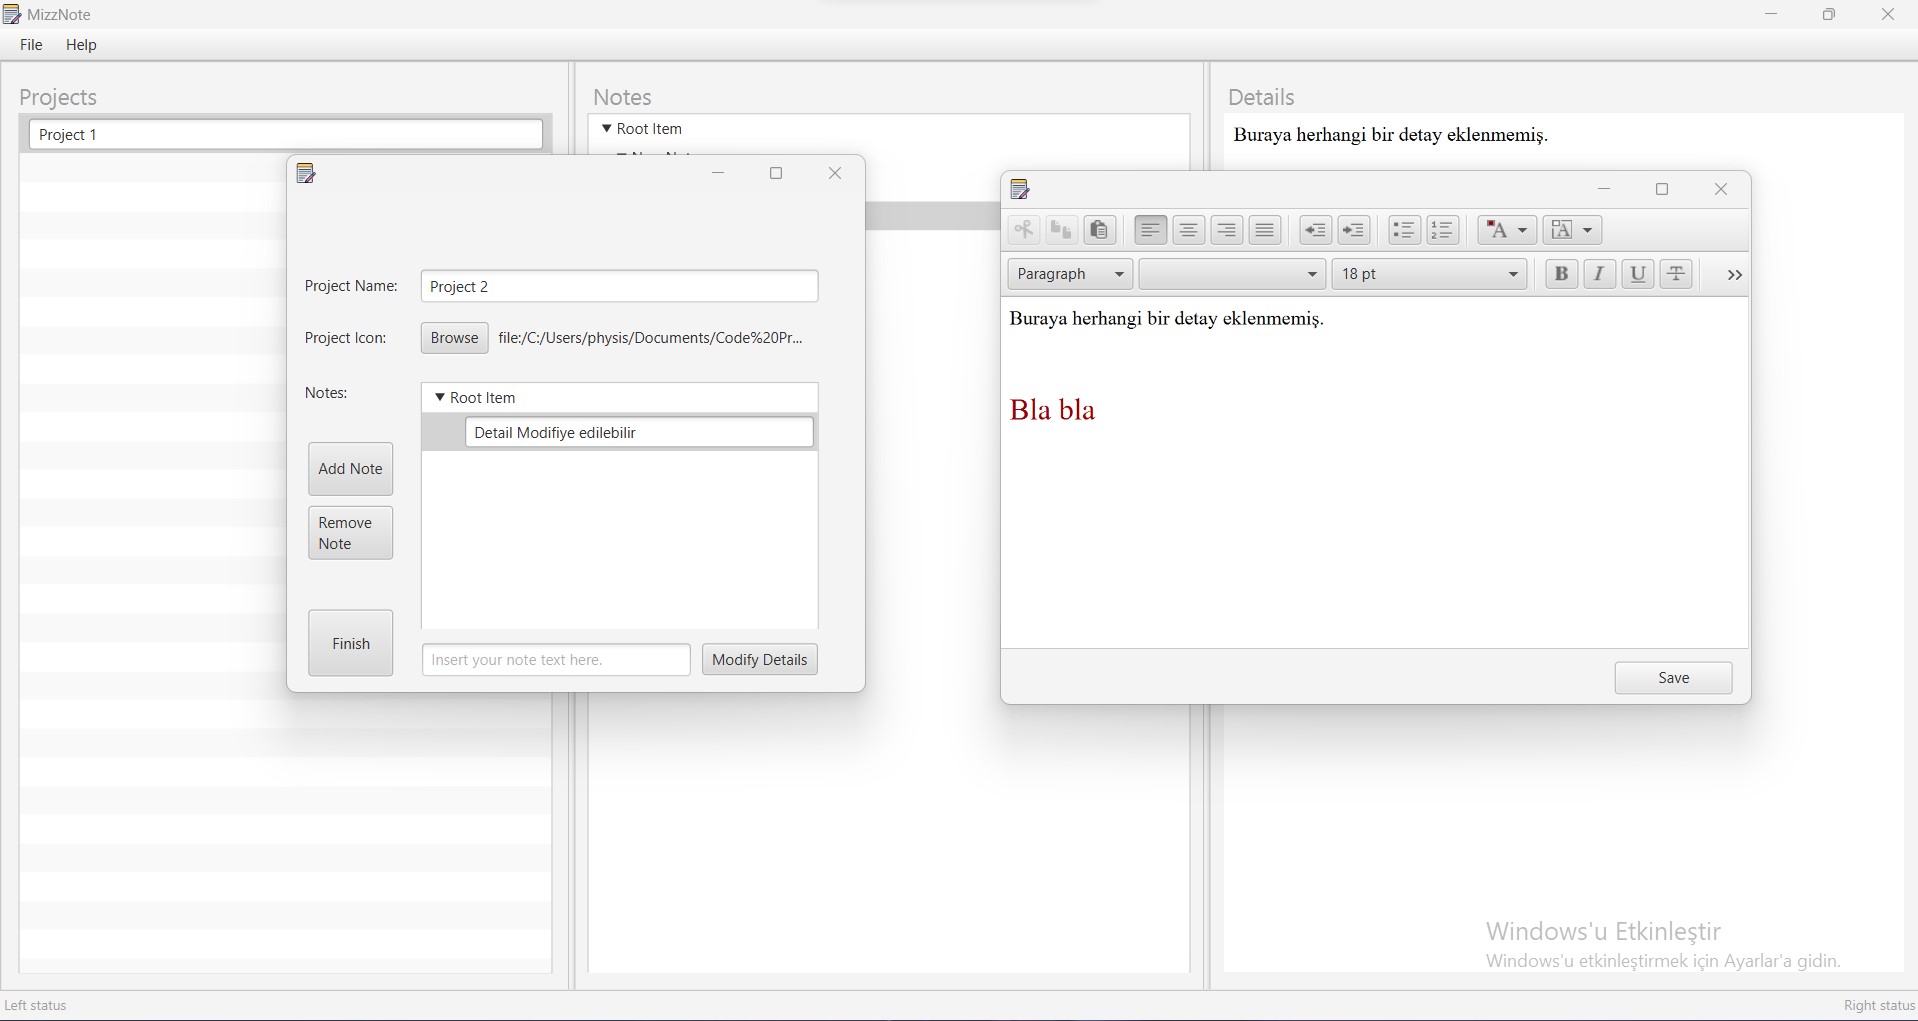 MizzNote
File Help
Projects
Project 1
Notes
Root Item
Details
Buraya herhangi bir detay eklenmemiş.
Project Name: Project 2
Project Icon: Browse file:/C:/Users/physis/Documents/Code%20Pr...
Notes:
Root Item
Detail Modifiye edilebilir
Add Note
Remove
Note
Finish
Insert your note text here. Modify Details
Paragraph 18 pt B I U T
Buraya herhangi bir detay eklenmemiş.
Bla bla
Save
Windows'u Etkinleştir
Windows'u etkinleştirmek için Ayarlar'a gidin.
Left status
Right status